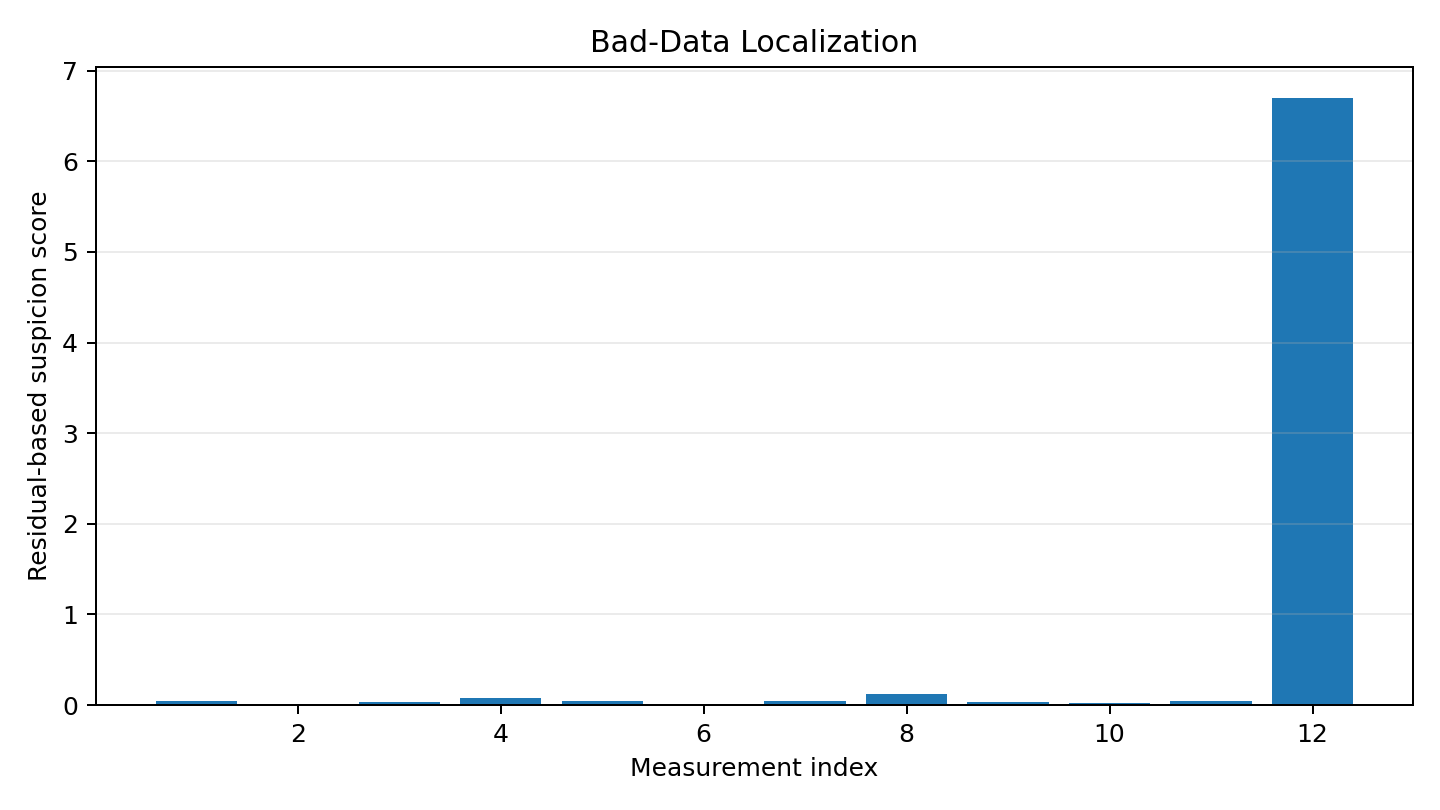 Bad-Data Localization
7
6
5
4
3
2
1
0
Residual-based suspicion score
2 4 6 8 10 12
Measurement index